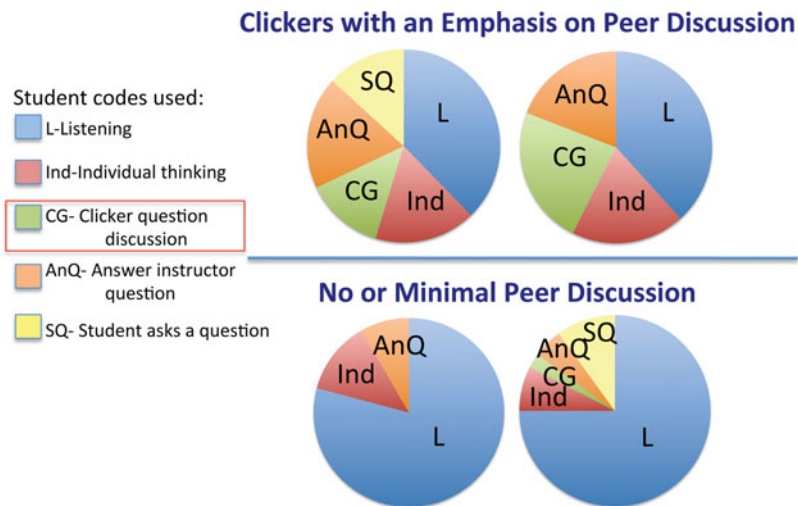 Clickers with an Emphasis on Peer Discussion
Student codes used:
L-Listening
Ind-Individual thinking
CG- Clicker question
discussion
AnQ- Answer instructor
question
SQ- Student asks a question
SQ
L
AnQ
CG
Ind
AnQ
L
CG
Ind
No or Minimal Peer Discussion
AnQ
Ind
L
SQ
AnQ
CG
Ind
L